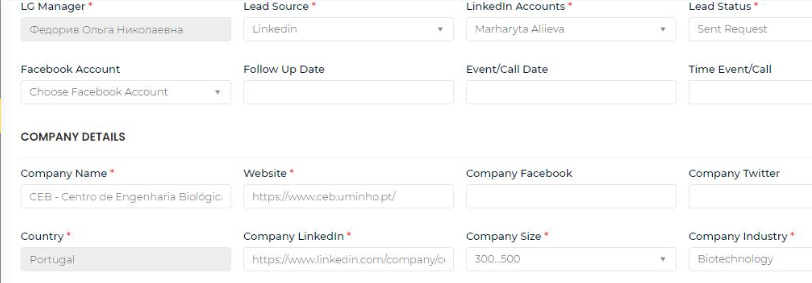 LG Manager * Lead Source * LinkedIn Accounts * Lead Status *
Федорив Ольга Николаевна Linkedin Marharyta Aliieva Sent Request
Facebook Account Follow Up Date Event/Call Date Time Event/Call
Choose Facebook Account
COMPANY DETAILS
Company Name * Website * Company Facebook Company Twitter
CEB - Centro de Engenharia Biológic https://www.ceb.uminho.pt/
Country * Company LinkedIn * Company Size * Company Industry *
Portugal https://www.linkedin.com/company/c 300...500 Biotechnology